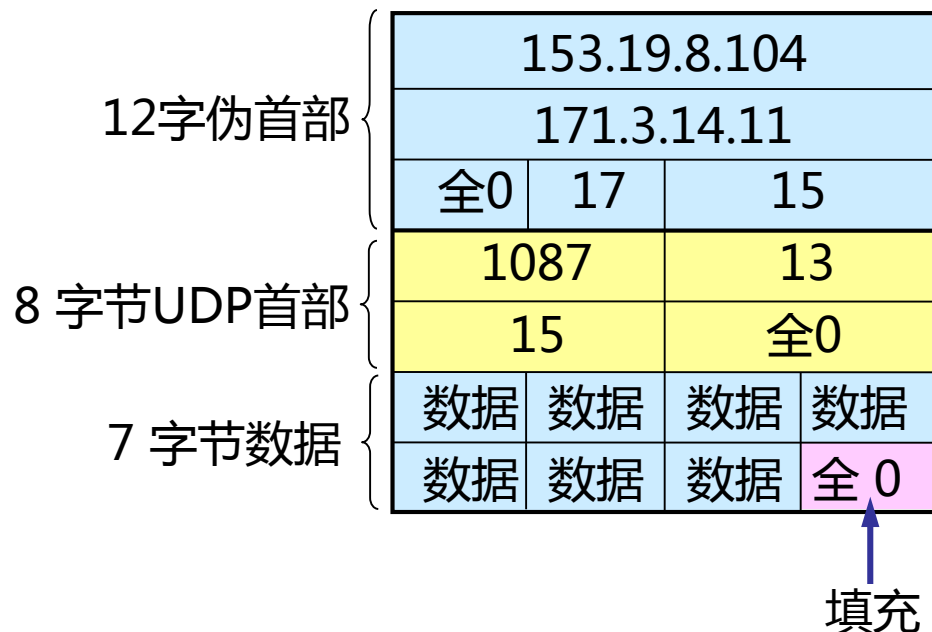 153.19.8.104
12字伪首部
171.3.14.11
全0 17 15
1087 13
8 字节UDP首部
15 全0
数据 数据 数据 数据
7 字节数据
数据 数据 数据 全 0
填充